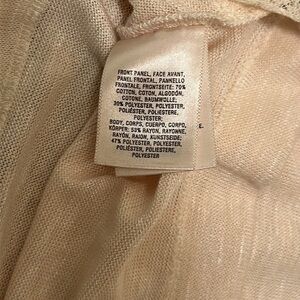 FRONT PANEL, FACE AVANT,
PANEL FRONTAL, PANNELLO
FRONTALE, FRONTSEITE: 70%
COTTON, COTON, ALGODÓN,
COTONE, BAUMWOLLE;
30% POLYESTER, POLYESTER,
POLIÉSTER, POLIESTERE,
POLYESTER;
BODY, CORPS, CUERPO, CORPO,
KÖRPER: 53% RAYON, RAYONNE,
RAYÓN, RAION, KUNSTSEIDE;
47% POLYESTER, POLYESTER,
POLIÉSTER, POLIESTERE,
POLYESTER